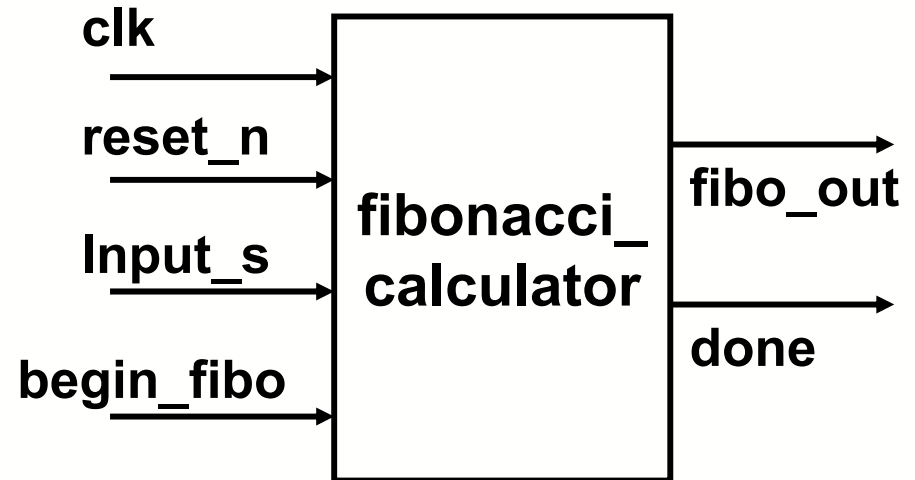 clk
reset_n
Input_s
begin_fibo
fibonacci_
calculator
fibo_out
done